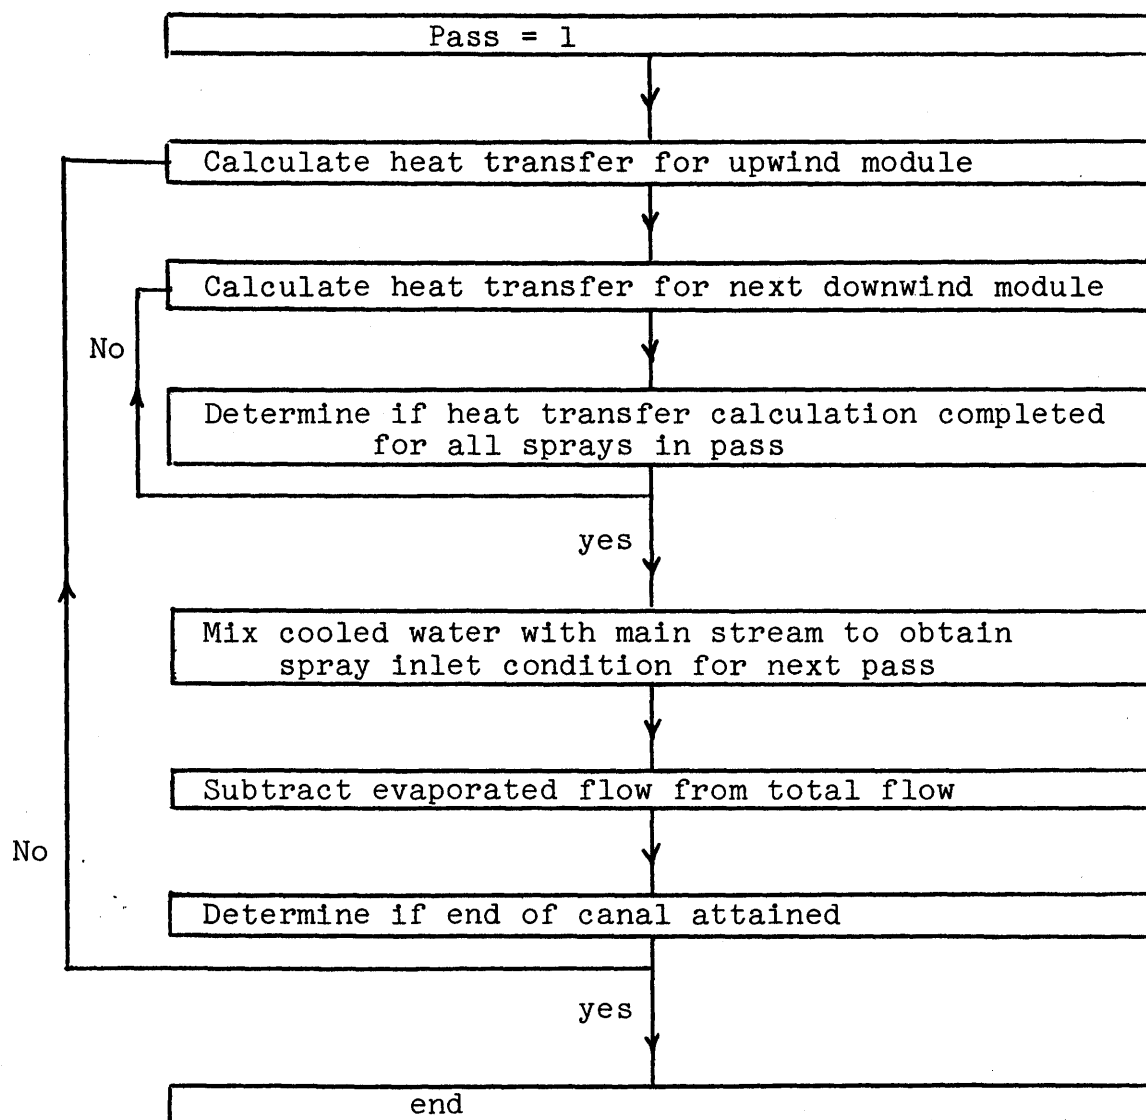 Pass = 1
Calculate heat transfer for upwind module
Calculate heat transfer for next downwind module
No
Determine if heat transfer calculation completed
for all sprays in pass
yes
Mix cooled water with main stream to obtain
spray inlet condition for next pass
Subtract evaporated flow from total flow
No
Determine if end of canal attained
yes
end